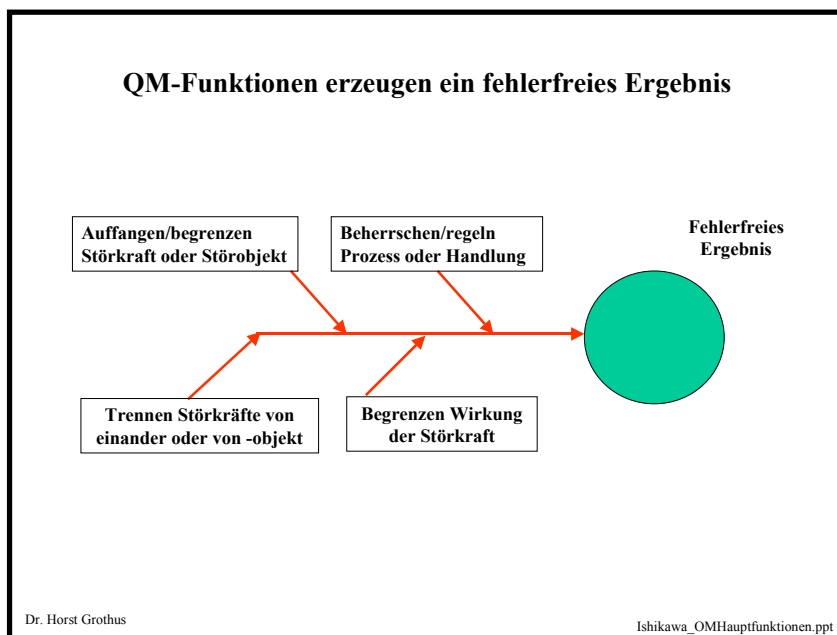 QM-Funktionen erzeugen ein fehlerfreies Ergebnis
Auffangen/begrenzen
Störkraft oder Störobjekt
Beherrschen/regeln
Prozess oder Handlung
Fehlerfreies
Ergebnis
Trennen Störkräfte von
einander oder von -objekt
Begrenzen Wirkung
der Störkraft
Dr. Horst Grothus
Ishikawa_OMHauptfunktionen.ppt